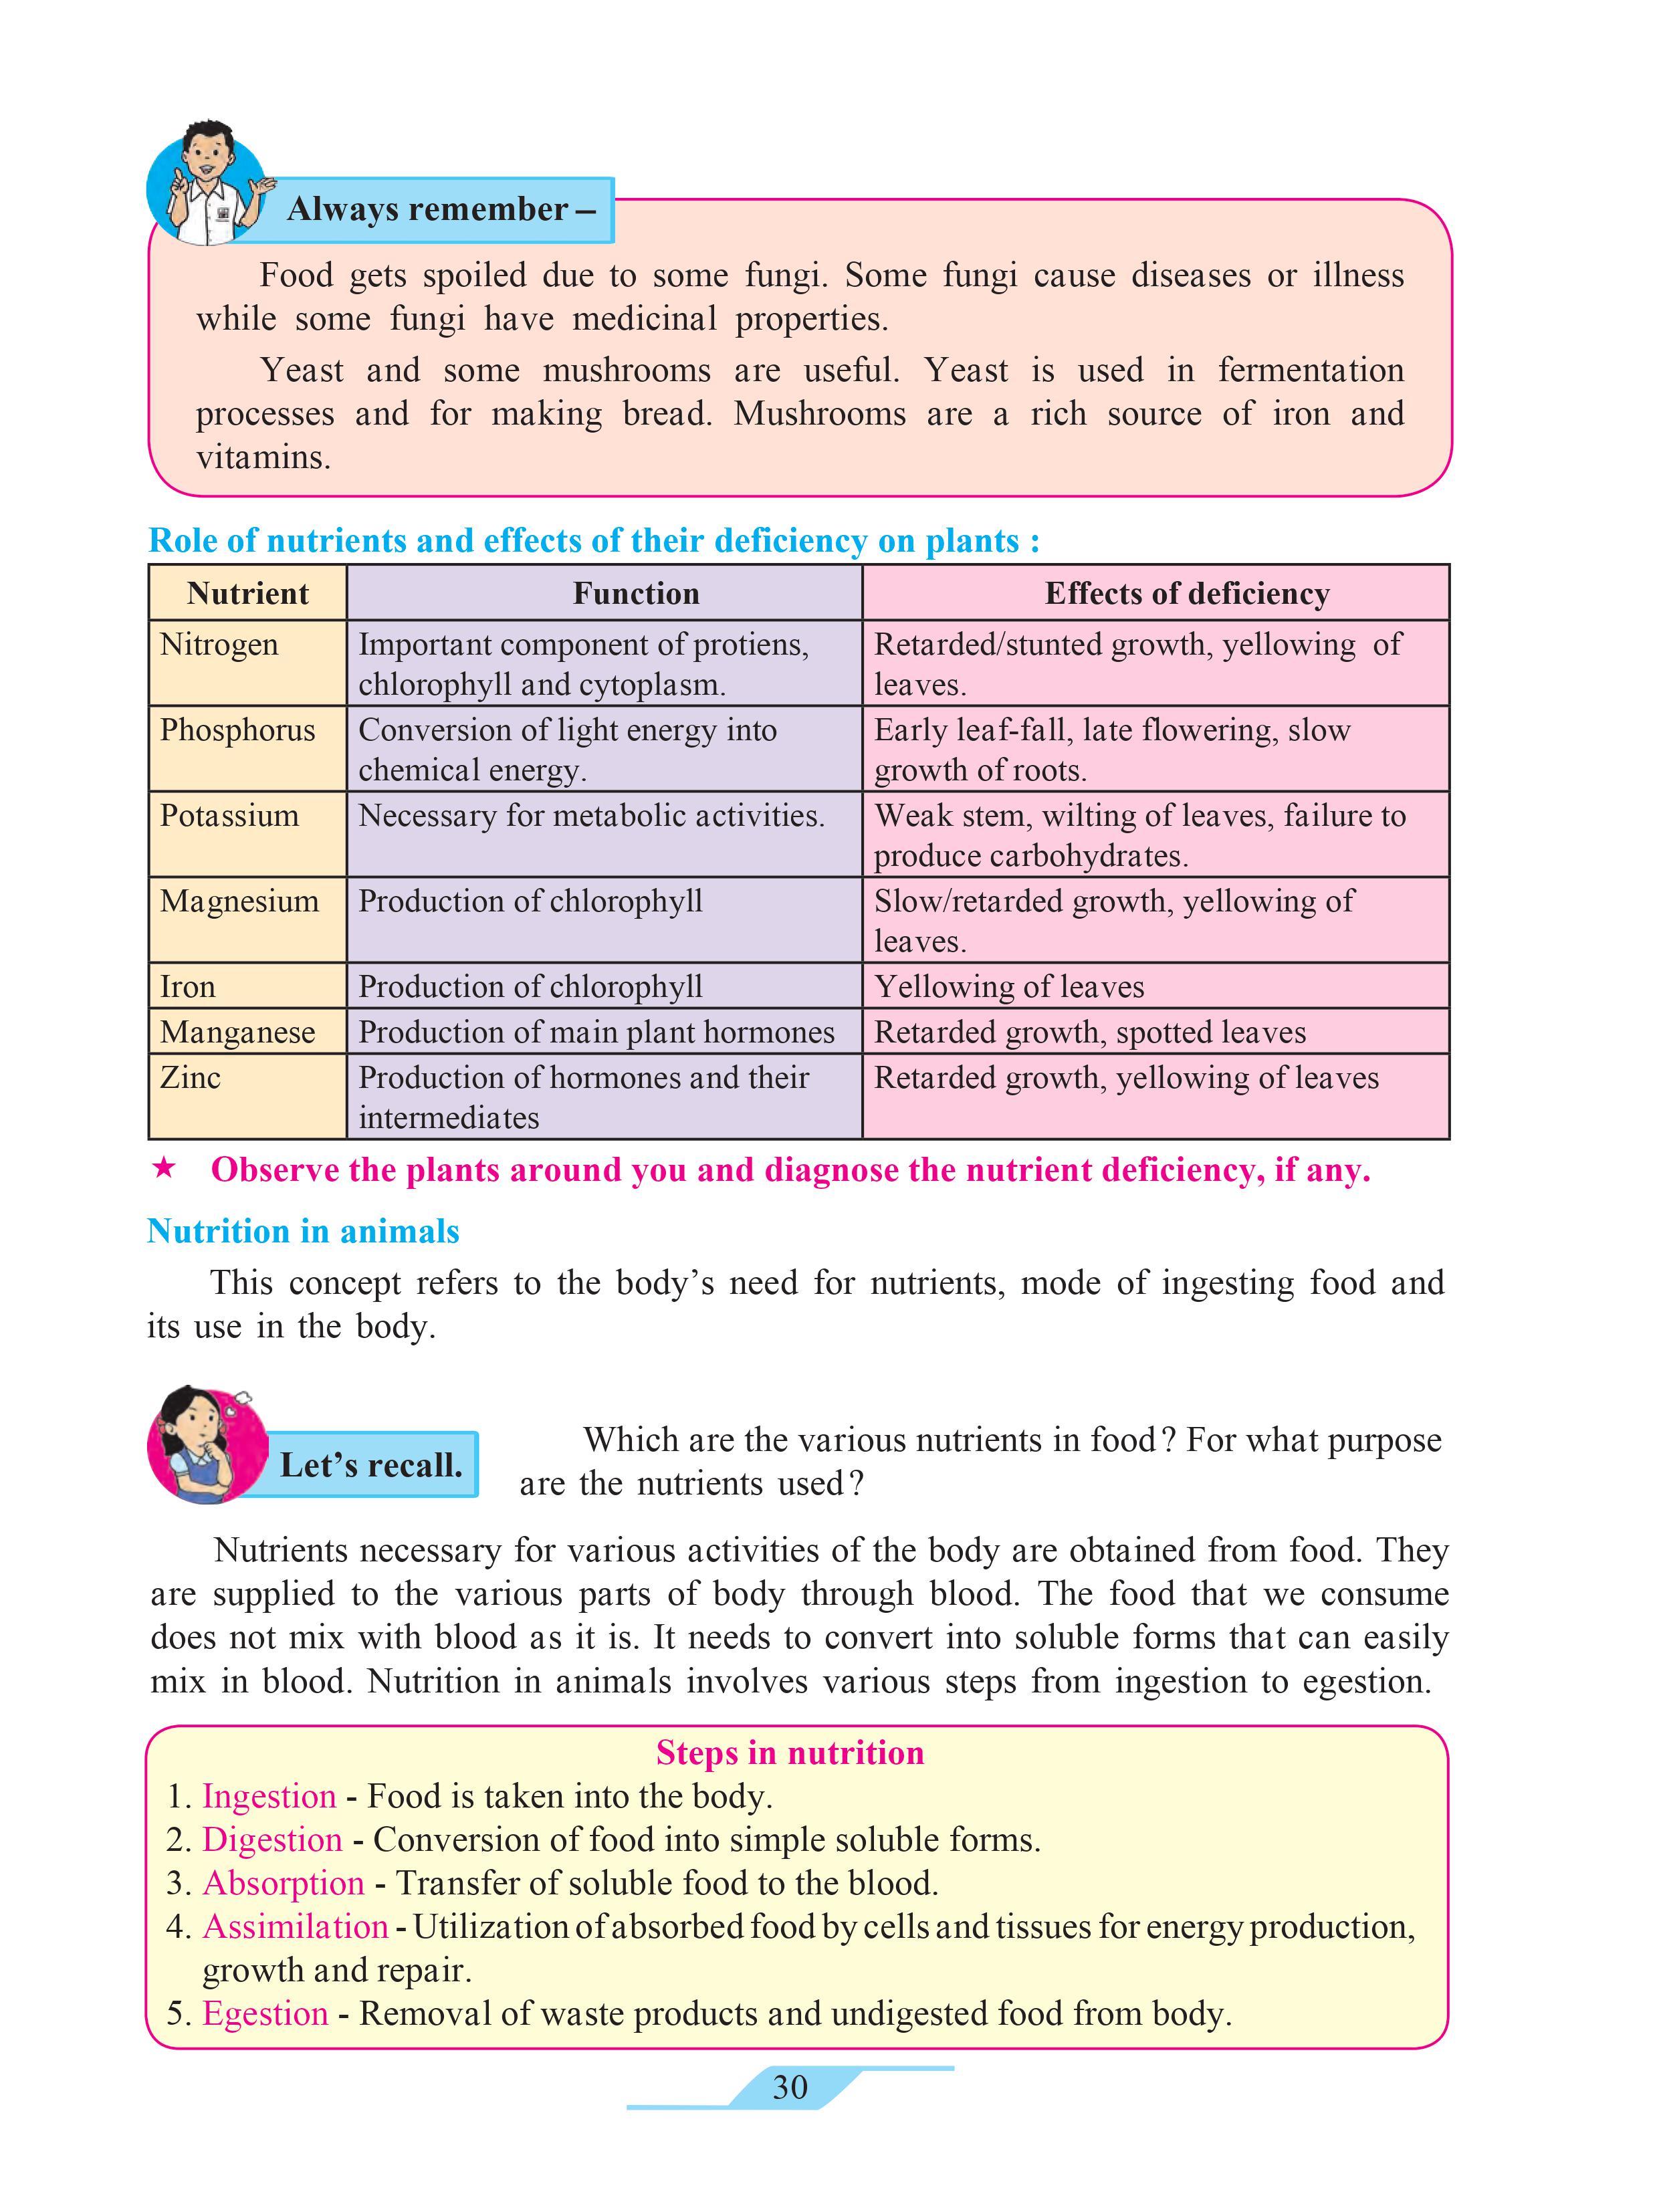 Always remember –
Food gets spoiled due to some fungi. Some fungi cause diseases or illness
while some fungi have medicinal properties.
Yeast and some mushrooms are useful. Yeast is used in fermentation
processes and for making bread. Mushrooms are a rich source of iron and
vitamins.
Role of nutrients and effects of their deficiency on plants :
Nutrient Function Effects of deficiency
Nitrogen Important component of protiens, Retarded/stunted growth, yellowing of
chlorophyll and cytoplasm. leaves.
Phosphorus Conversion of light energy into Early leaf-fall, late flowering, slow
chemical energy. growth of roots.
Potassium Necessary for metabolic activities. Weak stem, wilting of leaves, failure to
produce carbohydrates.
Magnesium Production of chlorophyll Slow/retarded growth, yellowing of
leaves.
Iron Production of chlorophyll Yellowing of leaves
Manganese Production of main plant hormones Retarded growth, spotted leaves
Zinc Production of hormones and their Retarded growth, yellowing of leaves
intermediates
★ Observe the plants around you and diagnose the nutrient deficiency, if any.
Nutrition in animals
This concept refers to the body’s need for nutrients, mode of ingesting food and
its use in the body.
Let’s recall.
Which are the various nutrients in food? For what purpose
are the nutrients used?
Nutrients necessary for various activities of the body are obtained from food. They
are supplied to the various parts of body through blood. The food that we consume
does not mix with blood as it is. It needs to convert into soluble forms that can easily
mix in blood. Nutrition in animals involves various steps from ingestion to egestion.
Steps in nutrition
1. Ingestion - Food is taken into the body.
2. Digestion - Conversion of food into simple soluble forms.
3. Absorption - Transfer of soluble food to the blood.
4. Assimilation - Utilization of absorbed food by cells and tissues for energy production,
growth and repair.
5. Egestion - Removal of waste products and undigested food from body.
30